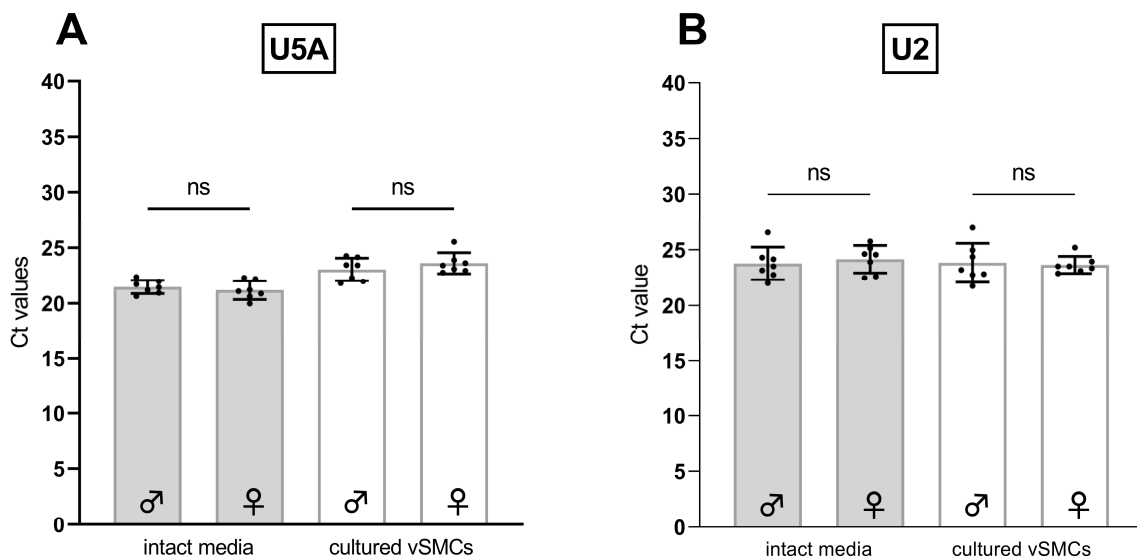 A
U5A
Ct values
40
35
30
25
20
15
10
5
0
ns
ns
♂
♀
♂
♀
intact media
cultured vSMCs
B
U2
Ct value
40
35
30
25
20
15
10
5
0
ns
ns
♂
♀
♂
♀
intact media
cultured vSMCs